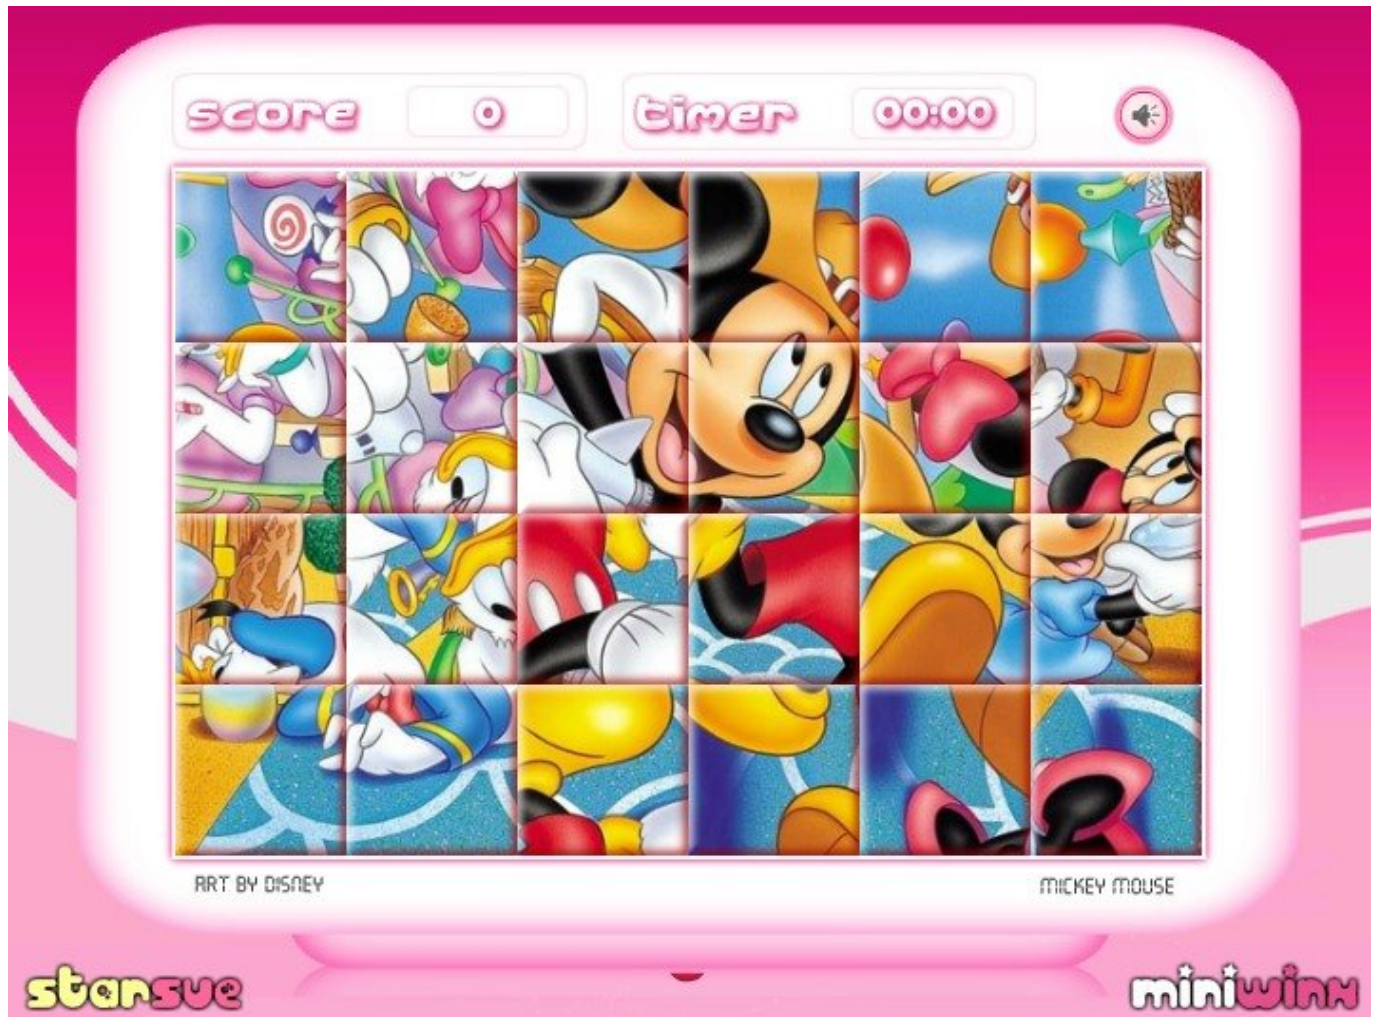 score 0 timer 00:00
ART BY DISNEY
MICKEY MOUSE
starsue
miniwinx